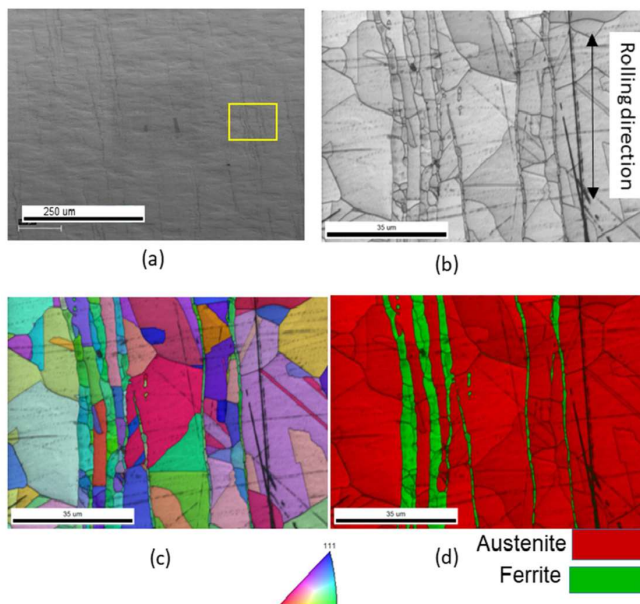 250 um
(a)
Rolling direction
35 um
(b)
35 um
(c)
35 um
(d)
111
Austenite
Ferrite